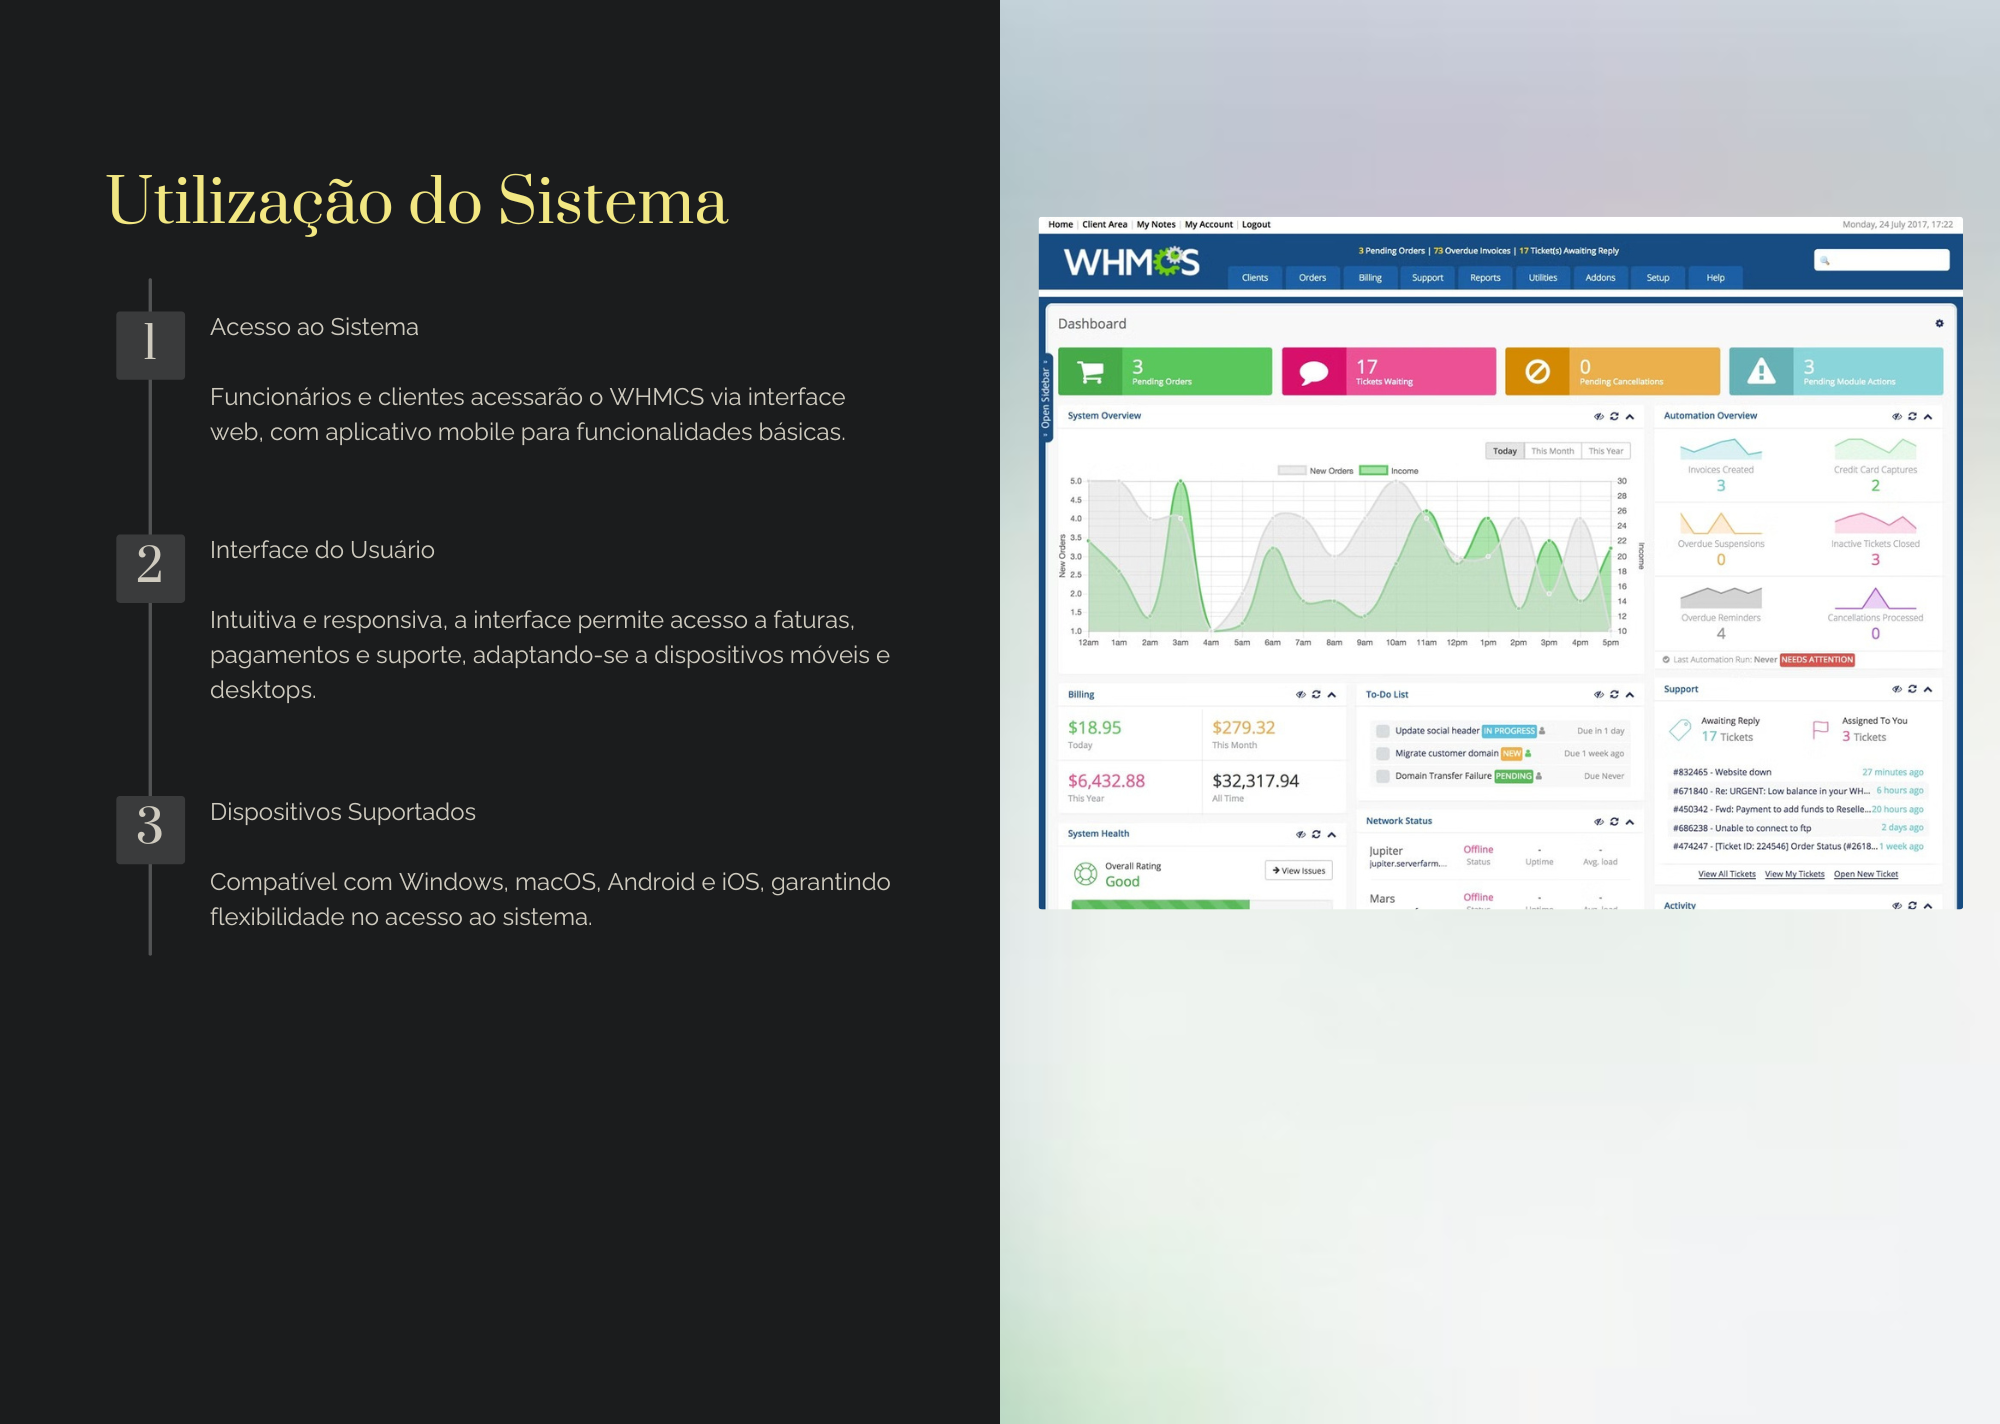 Utilização do Sistema
1
Acesso ao Sistema
Funcionários e clientes acessarão o WHMCS via interface
web, com aplicativo mobile para funcionalidades básicas.
2
Interface do Usuário
Intuitiva e responsiva, a interface permite acesso a faturas,
pagamentos e suporte, adaptando-se a dispositivos móveis e
desktops.
3
Dispositivos Suportados
Compatível com Windows, macOS, Android e iOS, garantindo
flexibilidade no acesso ao sistema.
Home | Client Area | My Notes | My Account | Logout
Monday, 24 July 2017, 17:22
WHMCS
3 Pending Orders | 73 Overdue Invoices | 17 Ticket(s) Awaiting Reply
Clients Orders Billing Support Reports Utilities Addons Setup Help
Dashboard
» Open Sidebar »
3
Pending Orders
17
Tickets Waiting
0
Pending Cancellations
3
Pending Module Actions
System Overview
Today This Month This Year
New Orders Income
New Orders
5.0
4.5
4.0
3.5
3.0
2.5
2.0
1.5
1.0
Income
30
28
26
24
22
20
18
16
14
12
10
12am 1am 2am 3am 4am 5am 6am 7am 8am 9am 10am 11am 12pm 1pm 2pm 3pm 4pm 5pm
Automation Overview
Invoices Created
3
Credit Card Captures
2
Overdue Suspensions
0
Inactive Tickets Closed
3
Overdue Reminders
4
Cancellations Processed
0
Last Automation Run: Never NEEDS ATTENTION
Billing
$18.95
Today
$279.32
This Month
$6,432.88
This Year
$32,317.94
All Time
To-Do List
Update social header IN PROGRESS Due in 1 day
Migrate customer domain NEW Due 1 week ago
Domain Transfer Failure PENDING Due Never
Support
Awaiting Reply
17 Tickets
Assigned To You
3 Tickets
#832465 - Website down 27 minutes ago
#671840 - Re: URGENT: Low balance in your WH... 6 hours ago
#450342 - Fwd: Payment to add funds to Reselle... 20 hours ago
#686238 - Unable to connect to ftp 2 days ago
#474247 - [Ticket ID: 224546] Order Status (#2618... 1 week ago
View All Tickets View My Tickets Open New Ticket
System Health
Overall Rating
Good
View Issues
Network Status
Jupiter
jupiter.serverfarm...
Offline
Status
-
Uptime
-
Avg. load
Mars
Offline
-
-
Activity